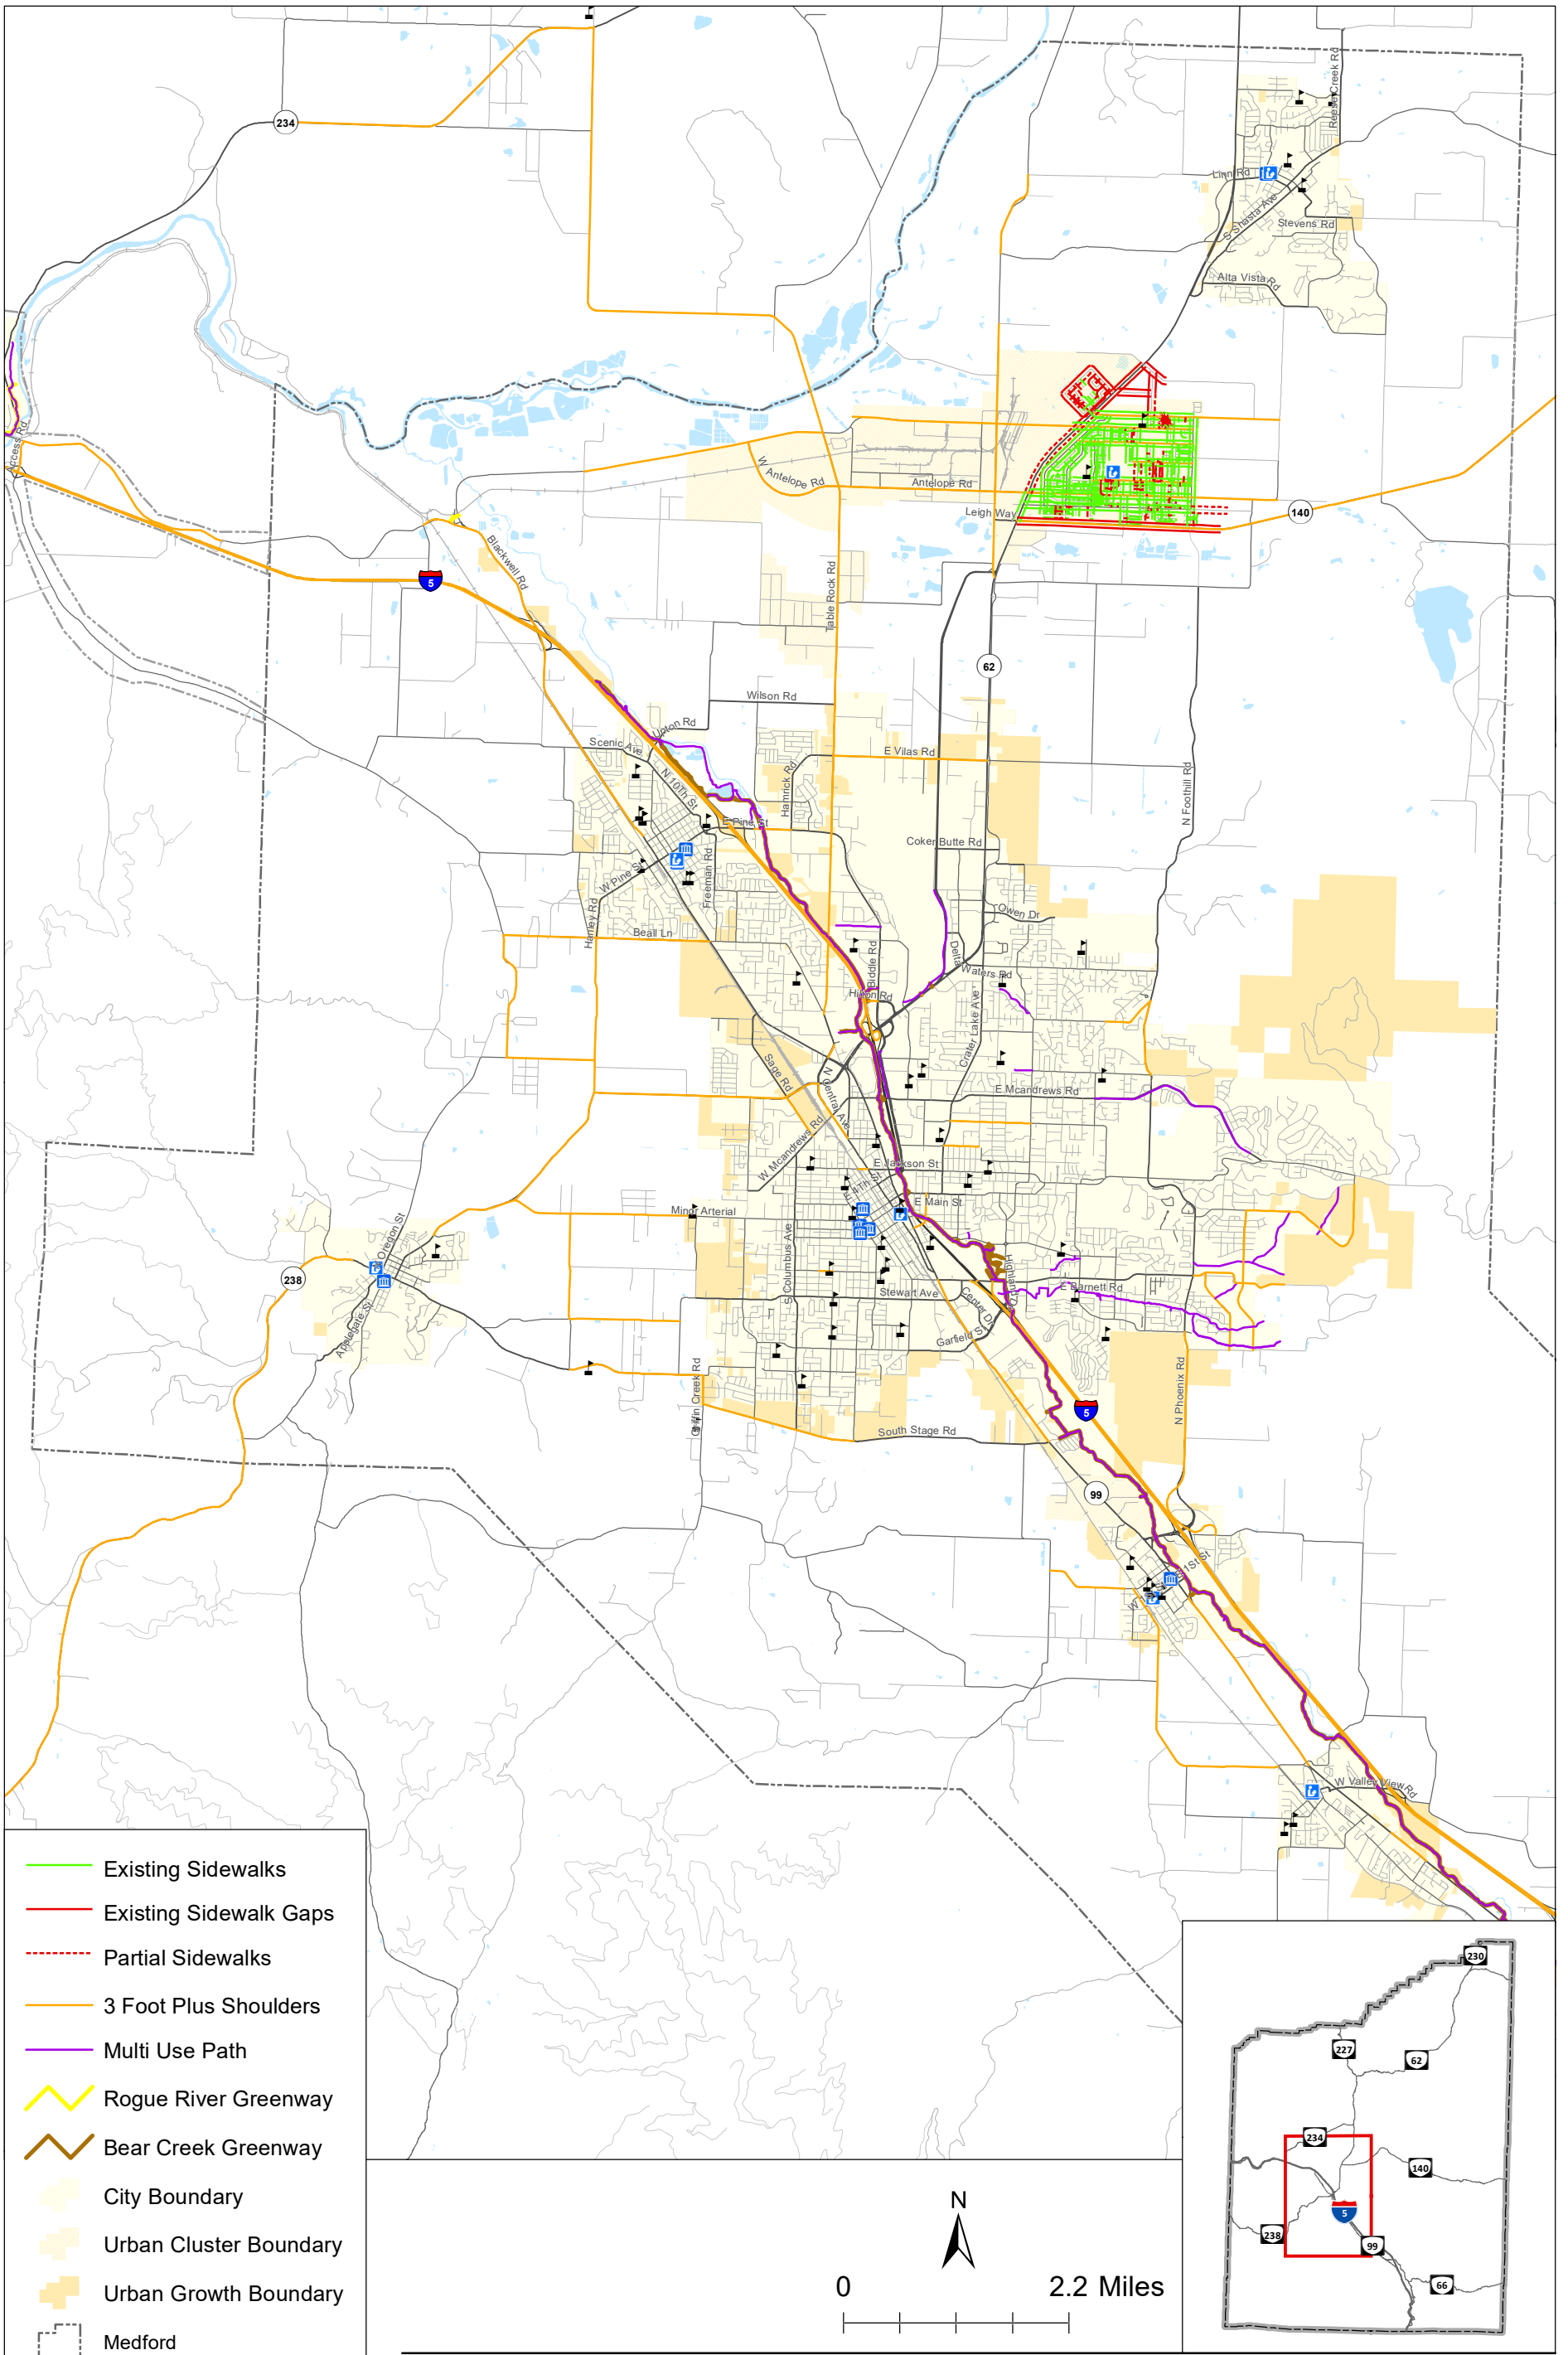 234
Reese Creek Rd
Linn Rd
S Shasta Ave
Stevens Rd
Alta Vista Rd
W Antelope Rd
Antelope Rd
Leigh Way
140
Blackwell Rd
5
Table Rock Rd
62
Wilson Rd
Upton Rd
Scenic Ave
E Vilas Rd
N 10Th St
Hamrick Rd
N Foothill Rd
E Pine St
Coker Butte Rd
W Pine St
Freeman Rd
Hanley Rd
Beall Ln
Owen Dr
Biddle Rd
Delta
Waters Rd
Hilton Rd
Crater Lake Ave
Sage Rd
N Central Ave
E Mcandrews Rd
W Mcandrews Rd
E Jackson St
E 4Th St
E Main St
Minor Arterial
S Columbus Ave
N Oregon St
238
Highland Dr
E Barnett Rd
Stewart Ave
Center Dr
Applegate St
Garfield St
Griffin Creek Rd
N Phoenix Rd
5
South Stage Rd
99
1St St
W Valley View Rd
Existing Sidewalks
Existing Sidewalk Gaps
Partial Sidewalks
3 Foot Plus Shoulders
Multi Use Path
Rogue River Greenway
Bear Creek Greenway
City Boundary
Urban Cluster Boundary
Urban Growth Boundary
Medford
N
0 2.2 Miles
230
227
62
234
140
5
238
99
66